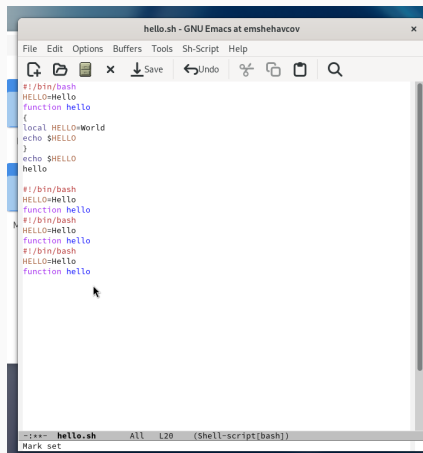 hello.sh - GNU Emacs at emshehavcov ×
File Edit Options Buffers Tools Sh-Script Help
Save Undo
#!/bin/bash
HELLO=Hello
function hello
{
local HELLO=World
echo $HELLO
}
echo $HELLO
hello

#!/bin/bash
HELLO=Hello
function hello
#!/bin/bash
HELLO=Hello
function hello
#!/bin/bash
HELLO=Hello
function hello
-:**- hello.sh All L20 (Shell-script[bash])
Mark set